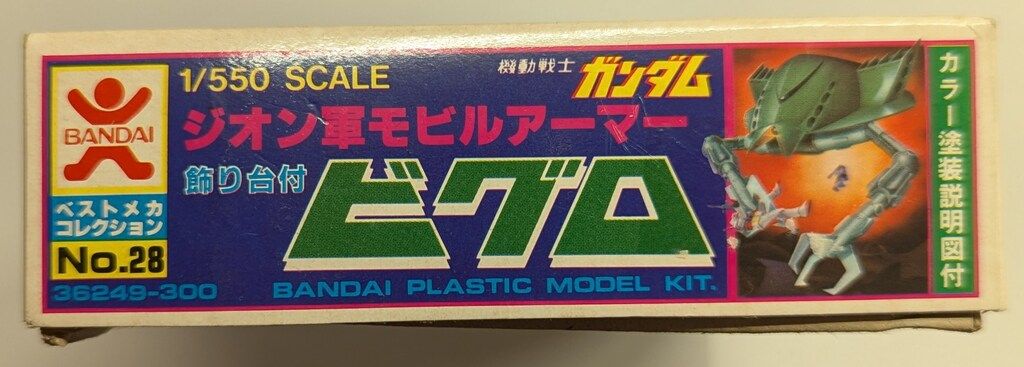 BANDAI
ベストメカ
コレクション
No.28
36249-300
1/550 SCALE
機動戦士 ガンダム
ジオン軍モビルアーマー
飾り台付
ビグロ
BANDAI PLASTIC MODEL KIT.
カラー塗装説明図付